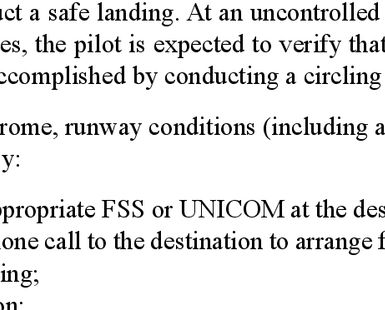 uct a safe landing. At an uncontrolled
es, the pilot is expected to verify that
ccomplished by conducting a circling
rome, runway conditions (including a
y:
propriate FSS or UNICOM at the des
one call to the destination to arrange f
ing;
on;